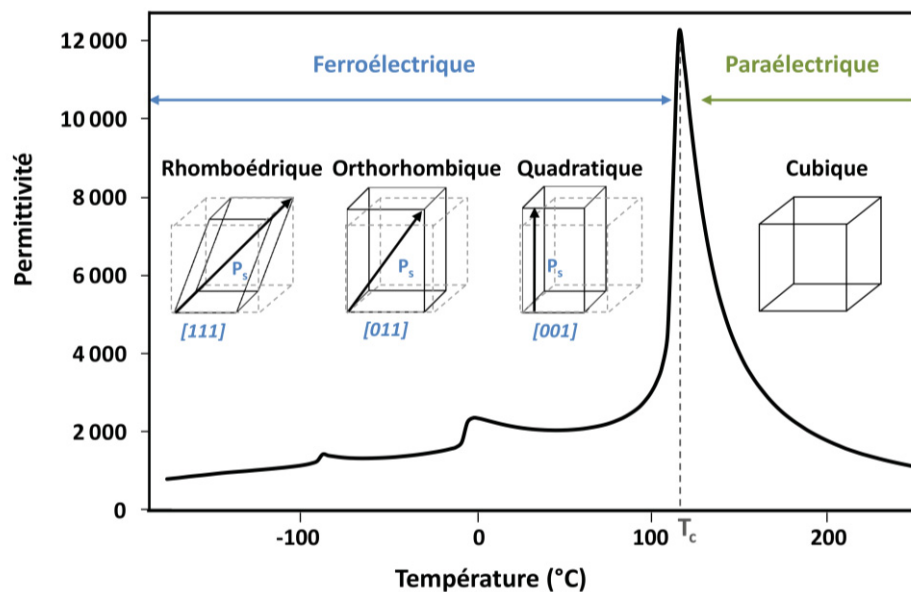 12 000
10 000
8 000
6 000
4 000
2 000
0
Permittivité
Ferroélectrique
Paraélectrique
Rhomboédrique
Orthorhombique
Quadratique
Cubique
Ps
Ps
Ps
[111]
[011]
[001]
-100
0
100
Tc
200
Température (°C)